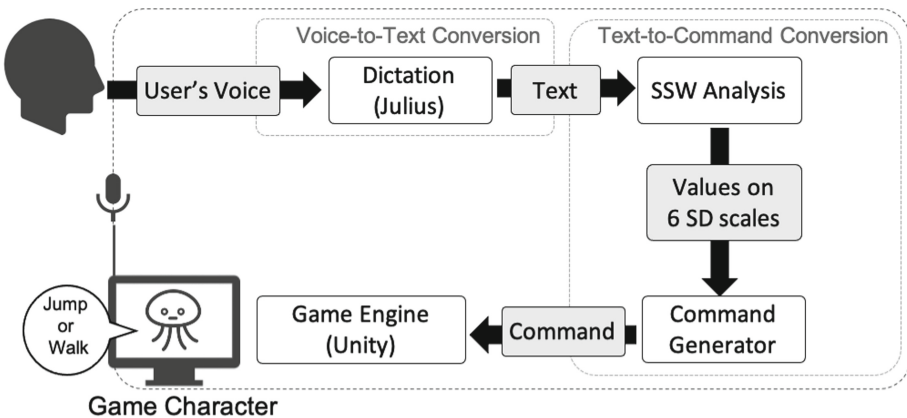 Voice-to-Text Conversion
Text-to-Command Conversion
User's Voice
Dictation
(Julius)
Text
SSW Analysis
Values on
6 SD scales
Jump
or
Walk
Game Engine
(Unity)
Command
Command
Generator
Game Character